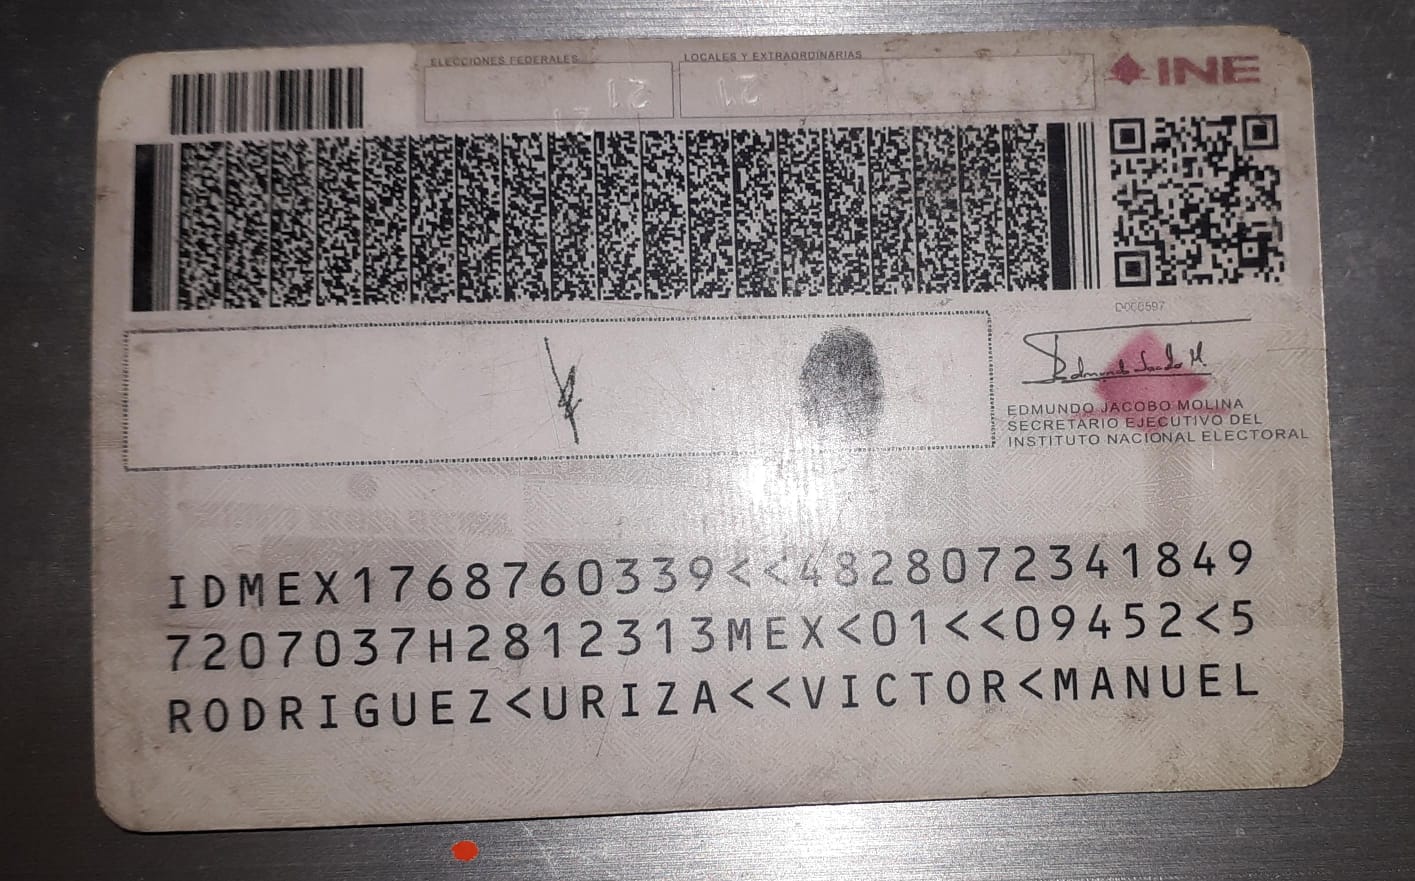 ELECCIONES FEDERALES
LOCALES Y EXTRAORDINARIAS
INE
21
21
EDMUNDO JACOBO MOLINA
SECRETARIO EJECUTIVO DEL
INSTITUTO NACIONAL ELECTORAL
IDMEX1768760339<<4828072341849
7207037H2812313MEX<01<<09452<5
RODRIGUEZ<URIZA<<VICTOR<MANUEL